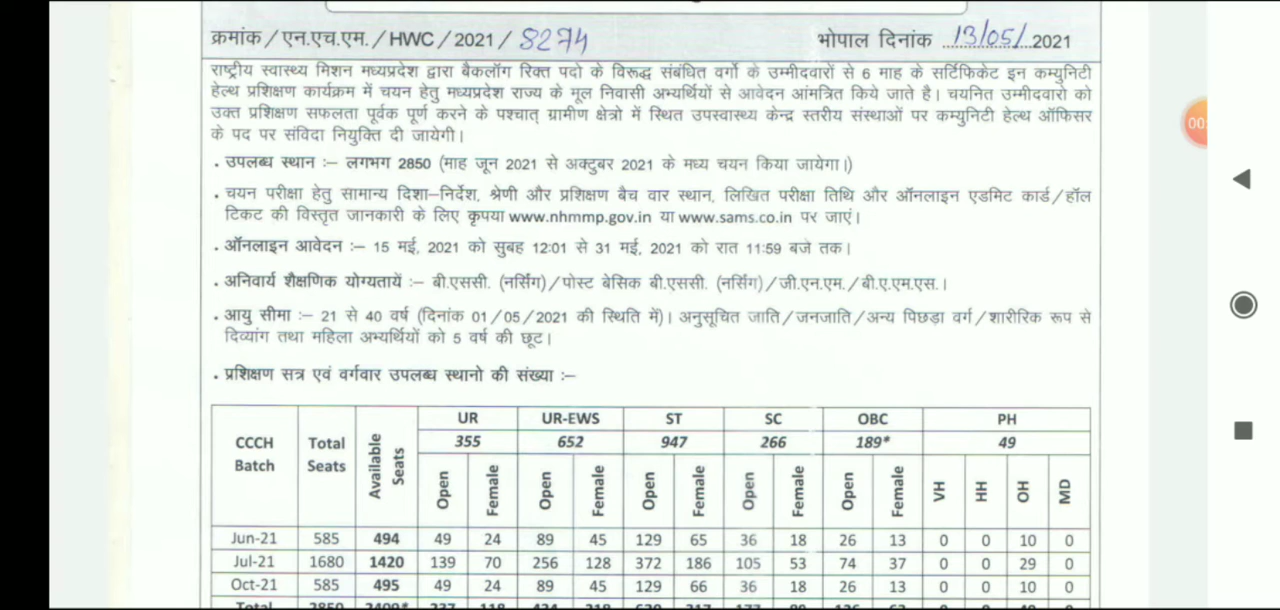 क्रमांक/एन.एच.एम./HWC/2021/ 8274 भोपाल दिनांक 13/05/ 2021
राष्ट्रीय स्वास्थ्य मिशन मध्यप्रदेश द्वारा बैकलॉग रिक्त पदो के विरूद्ध संबंधित वर्गो के उम्मीदवारों से 6 माह के सर्टिफिकेट इन कम्युनिटी
हेल्थ प्रशिक्षण कार्यक्रम में चयन हेतु मध्यप्रदेश राज्य के मूल निवासी अभ्यर्थियों से आवेदन आंमत्रित किये जाते है। चयनित उम्मीदवारों को
उक्त प्रशिक्षण सफलता पूर्वक पूर्ण करने के पश्चात् ग्रामीण क्षेत्रो में स्थित उपस्वास्थ्य केन्द्र स्तरीय संस्थाओं पर कम्युनिटी हेल्थ ऑफिसर
के पद पर संविदा नियुक्ति दी जायेगी।
. उपलब्ध स्थान :– लगभग 2850 (माह जून 2021 से अक्टुबर 2021 के मध्य चयन किया जायेगा।)
. चयन परीक्षा हेतु सामान्य दिशा–निर्देश, श्रेणी और प्रशिक्षण बैच वार स्थान, लिखित परीक्षा तिथि और ऑनलाइन एडमिट कार्ड/हॉल
टिकट की विस्तृत जानकारी के लिए कृपया www.nhmmp.gov.in या www.sams.co.in पर जाएं।
. ऑनलाइन आवेदन :– 15 मई, 2021 को सुबह 12:01 से 31 मई, 2021 को रात 11:59 बजे तक।
. अनिवार्य शैक्षणिक योग्यतायें :– बी.एससी. (नर्सिंग)/पोस्ट बेसिक बी.एससी. (नर्सिंग)/जी.एन.एम./बी.ए.एम.एस.।
. आयु सीमा :– 21 से 40 वर्ष (दिनांक 01/05/2021 की स्थिति में)। अनुसूचित जाति/जनजाति/अन्य पिछड़ा वर्ग/शारीरिक रूप से
दिव्यांग तथा महिला अभ्यर्थियों को 5 वर्ष की छूट।
. प्रशिक्षण सत्र एवं वर्गवार उपलब्ध स्थानो की संख्या :–
CCCH Batch Total Seats Available Seats UR UR-EWS ST SC OBC PH
355 652 947 266 189* 49
Open Female Open Female Open Female Open Female Open Female VH HH OH MD
Jun-21 585 494 49 24 89 45 129 65 36 18 26 13 0 0 10 0
Jul-21 1680 1420 139 70 256 128 372 186 105 53 74 37 0 0 29 0
Oct-21 585 495 49 24 89 45 129 66 36 18 26 13 0 0 10 0
Total 2850
00: